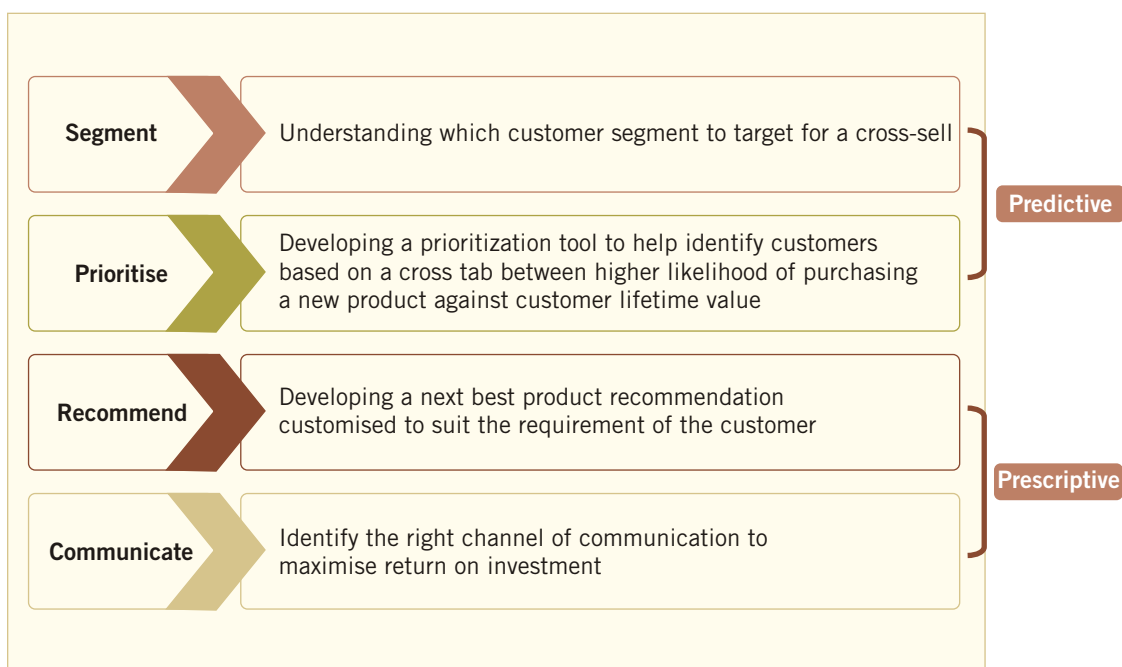 Segment
Understanding which customer segment to target for a cross-sell
Predictive
Prioritise
Developing a prioritization tool to help identify customers
based on a cross tab between higher likelihood of purchasing
a new product against customer lifetime value
Recommend
Developing a next best product recommendation
customised to suit the requirement of the customer
Prescriptive
Communicate
Identify the right channel of communication to
maximise return on investment